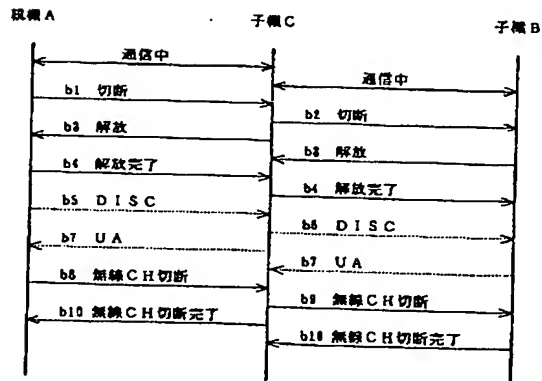 親機A
子機C
子機B
通信中
通信中
b1 切断
b2 切断
b3 解放
b3 解放
b4 解放完了
b4 解放完了
b5 DISC
b6 DISC
b7 UA
b7 UA
b8 無線CH切断
b9 無線CH切断
b10 無線CH切断完了
b10 無線CH切断完了